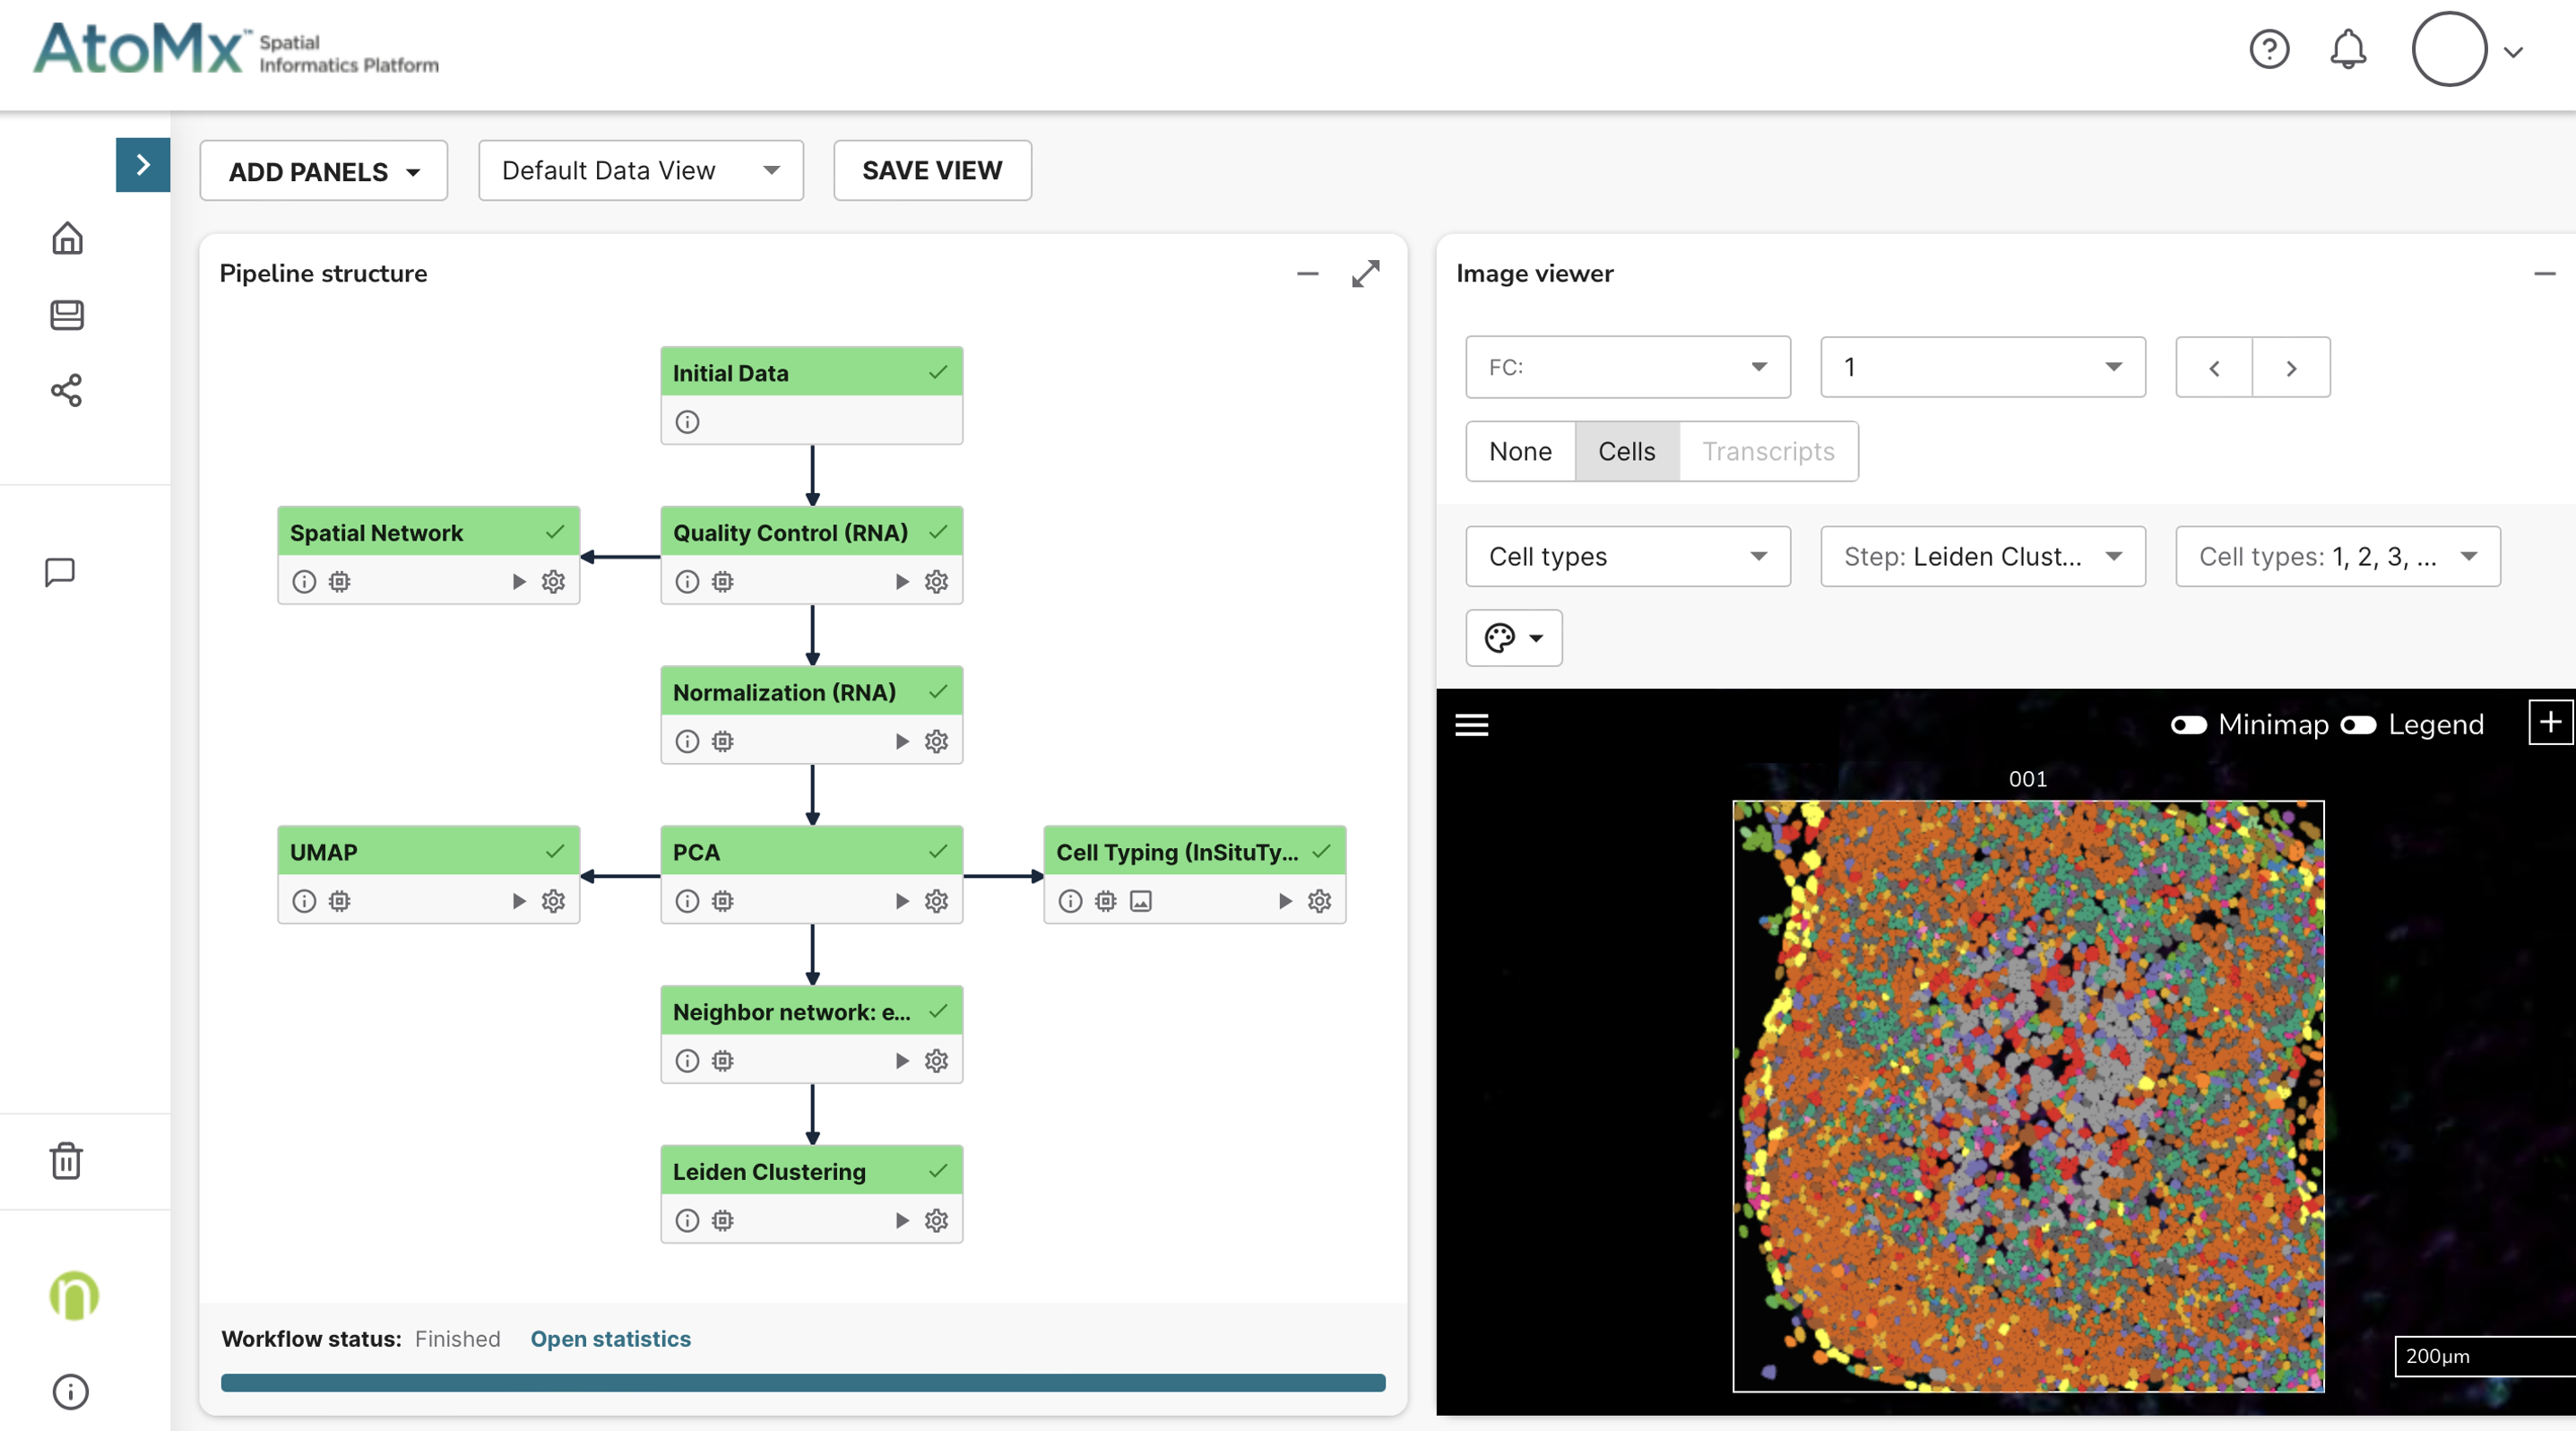 AtoMx™ Spatial
Informatics Platform
ADD PANELS
Default Data View
SAVE VIEW
Pipeline structure
Initial Data
Spatial Network
Quality Control (RNA)
Normalization (RNA)
UMAP
PCA
Cell Typing (InSituTy...
Neighbor network: e...
Leiden Clustering
Workflow status: Finished Open statistics
Image viewer
FC:
1
None
Cells
Transcripts
Cell types
Step: Leiden Clust...
Cell types: 1, 2, 3, ...
Minimap
Legend
001
200µm
n